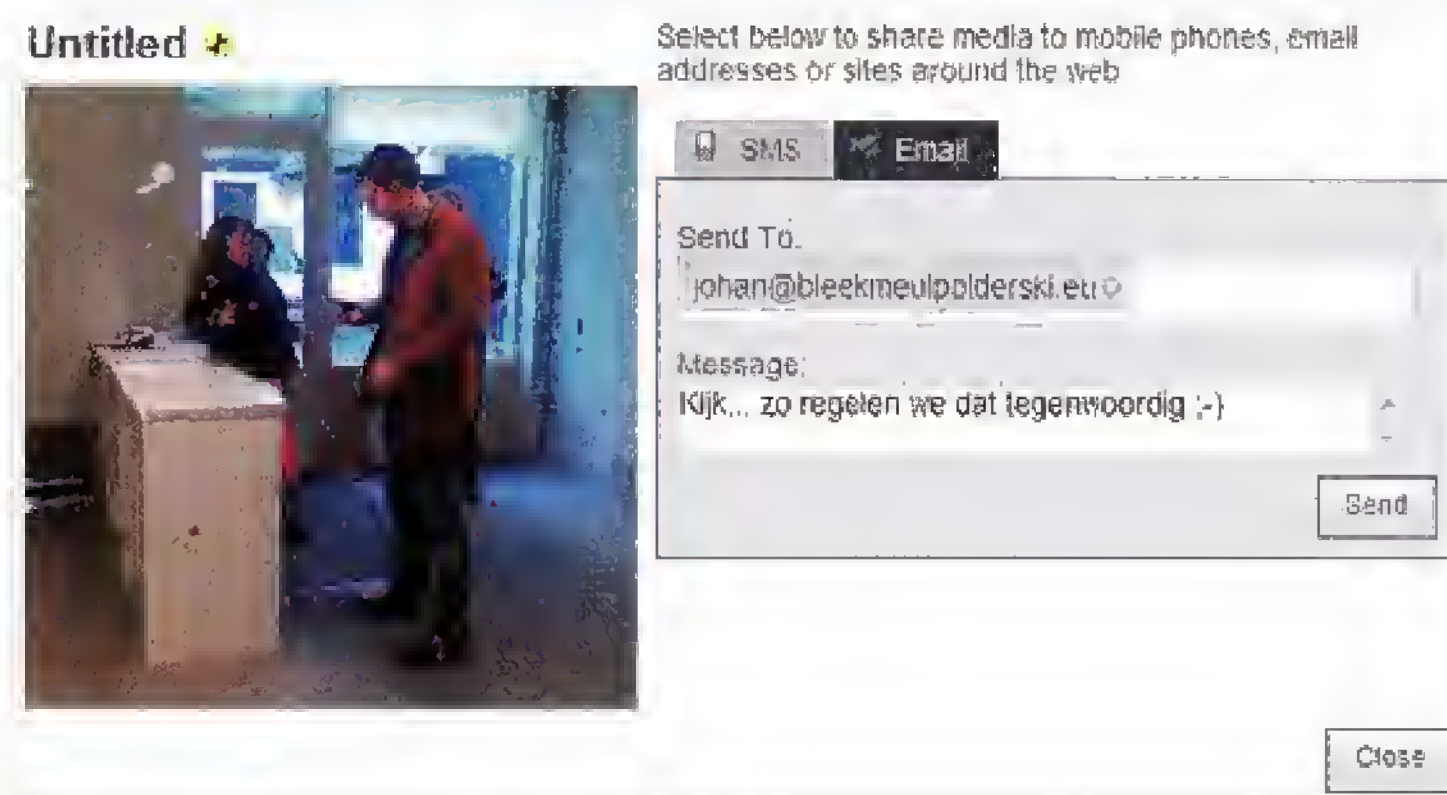 Untitled
Select below to share media to mobile phones, email
addresses or sites around the web
SMS
Email
Send To:
johan@bleekmeulpolderski.eu
Message:
Kijk... zo regelen we dat tegenwoordig ;-)
Send
Close